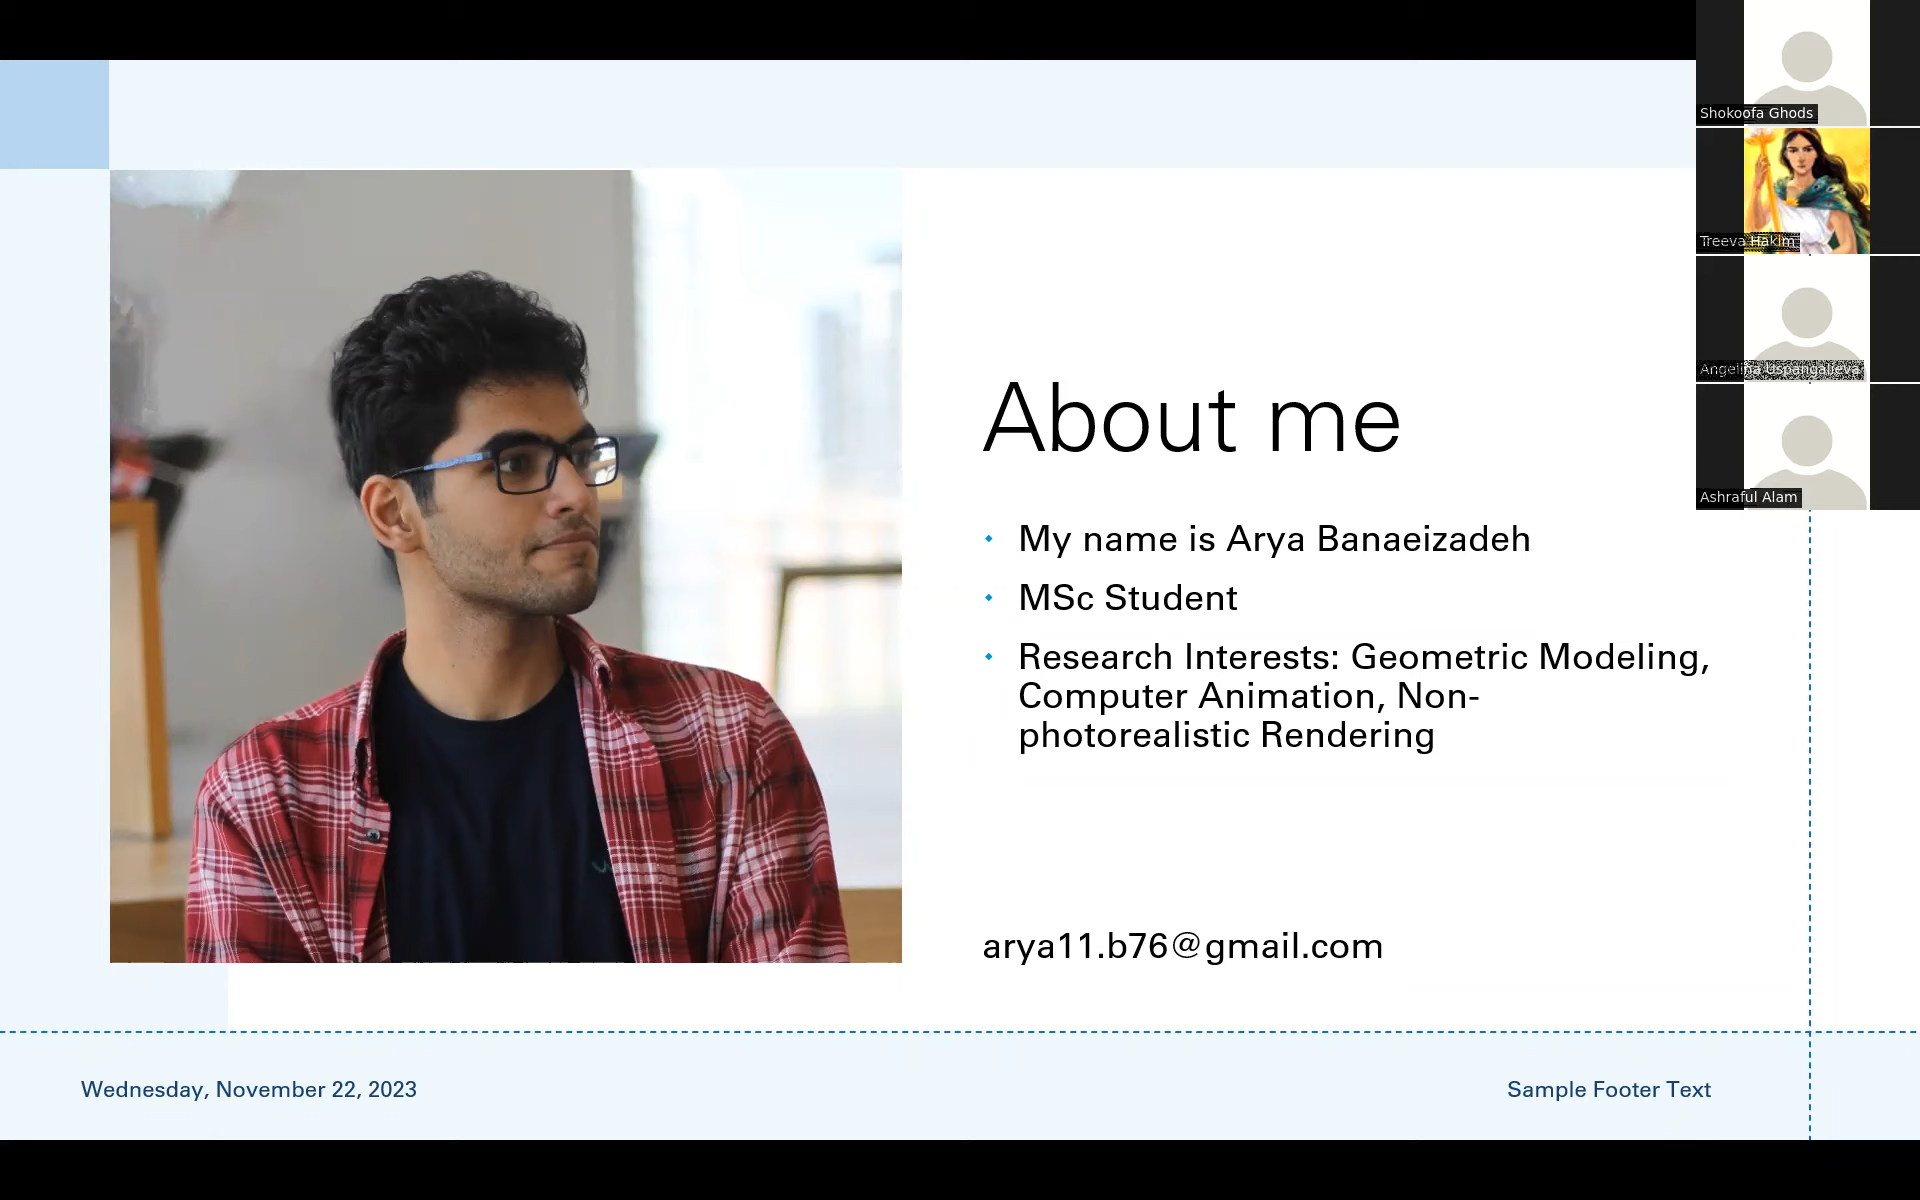 Shokoofa Ghods
Treeva Hakim
Angelina Uspangalieva
Ashraful Alam
About me
My name is Arya Banaeizadeh
MSc Student
Research Interests: Geometric Modeling,
Computer Animation, Non-
photorealistic Rendering
arya11.b76@gmail.com
Wednesday, November 22, 2023
Sample Footer Text